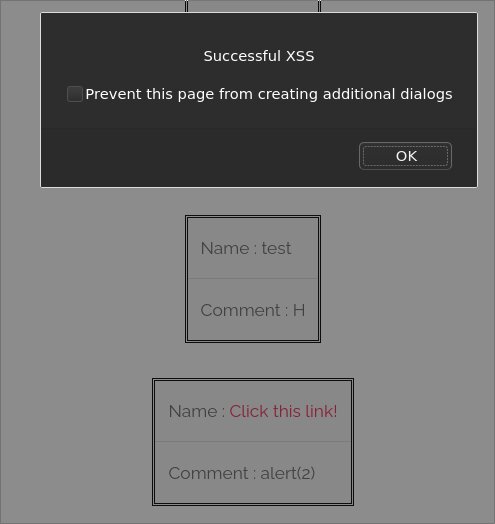 Successful XSS
Prevent this page from creating additional dialogs
OK
Name : test
Comment : H
Name : Click this link!
Comment : alert(2)